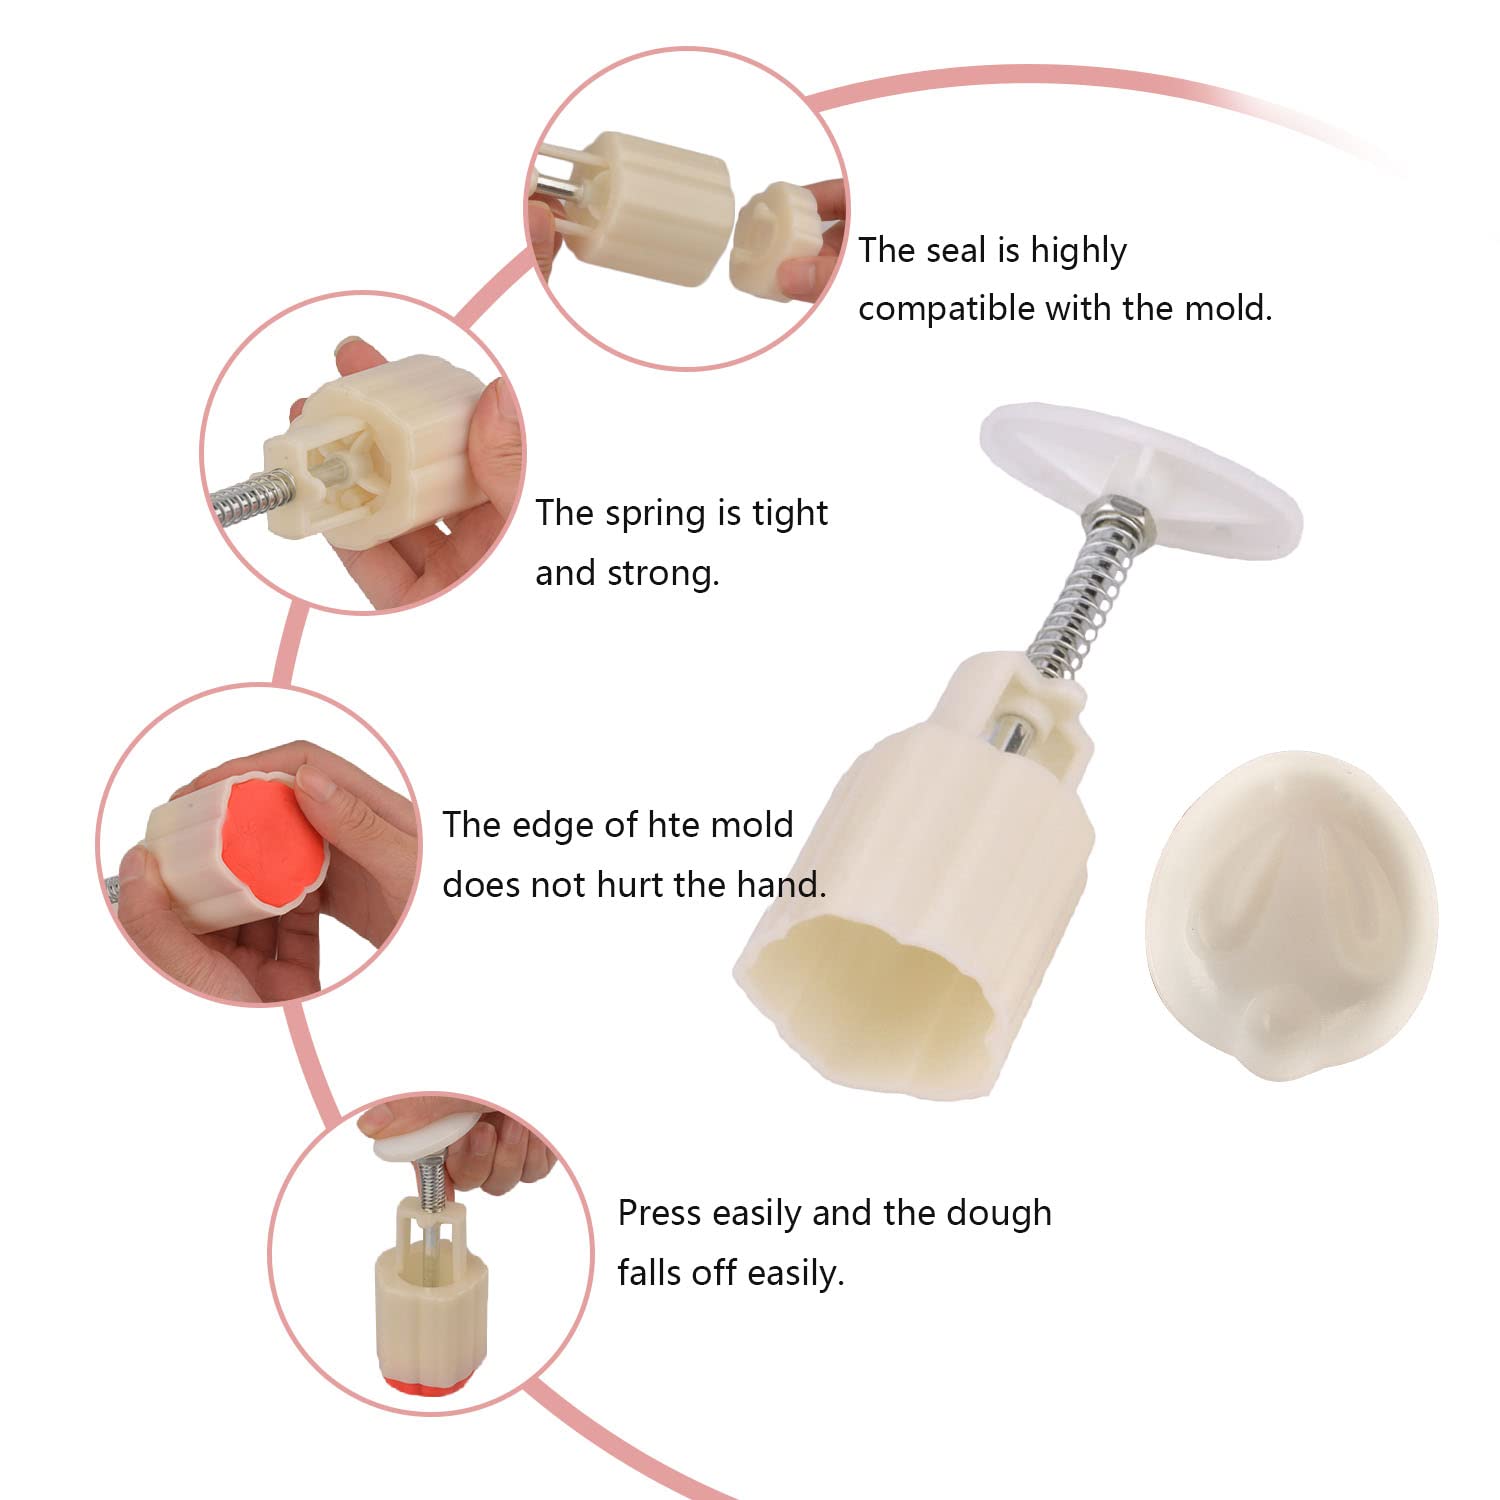 The seal is highly
compatible with the mold.
The spring is tight
and strong.
The edge of hte mold
does not hurt the hand.
Press easily and the dough
falls off easily.